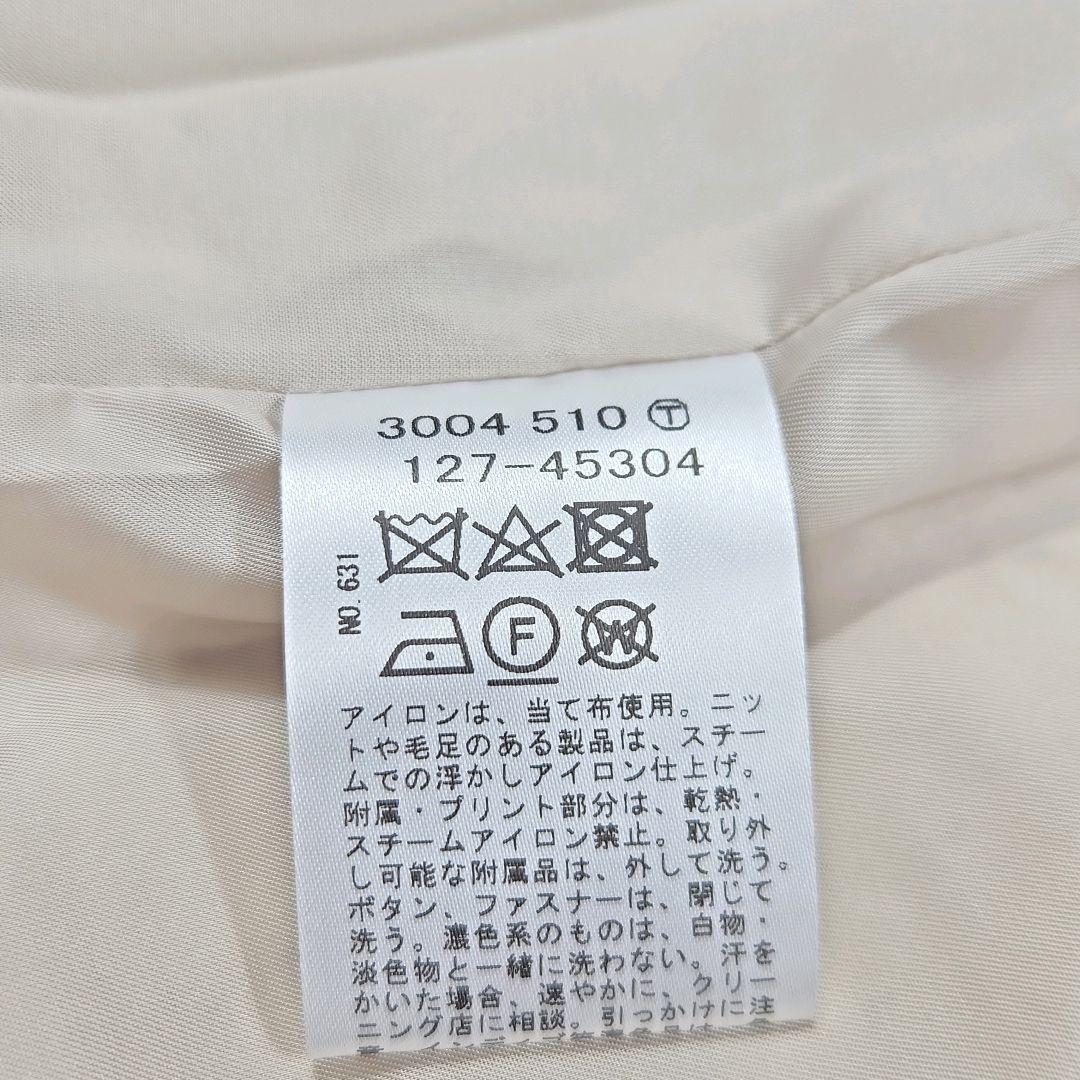 3004 510 Ⓣ
127-45304
NO. 631
F
W
アイロンは、当て布使用。ニッ
トや毛足のある製品は、スチー
ムでの浮かしアイロン仕上げ。
附属・プリント部分は、乾熱・
スチームアイロン禁止。取り外
し可能な附属品は、外して洗う。
ボタン、ファスナーは、閉じて
洗う。濃色系のものは、白物・
淡色物と一緒に洗わない。汗を
かいた場合、速やかに、クリー
ニング店に相談。引っかけに注